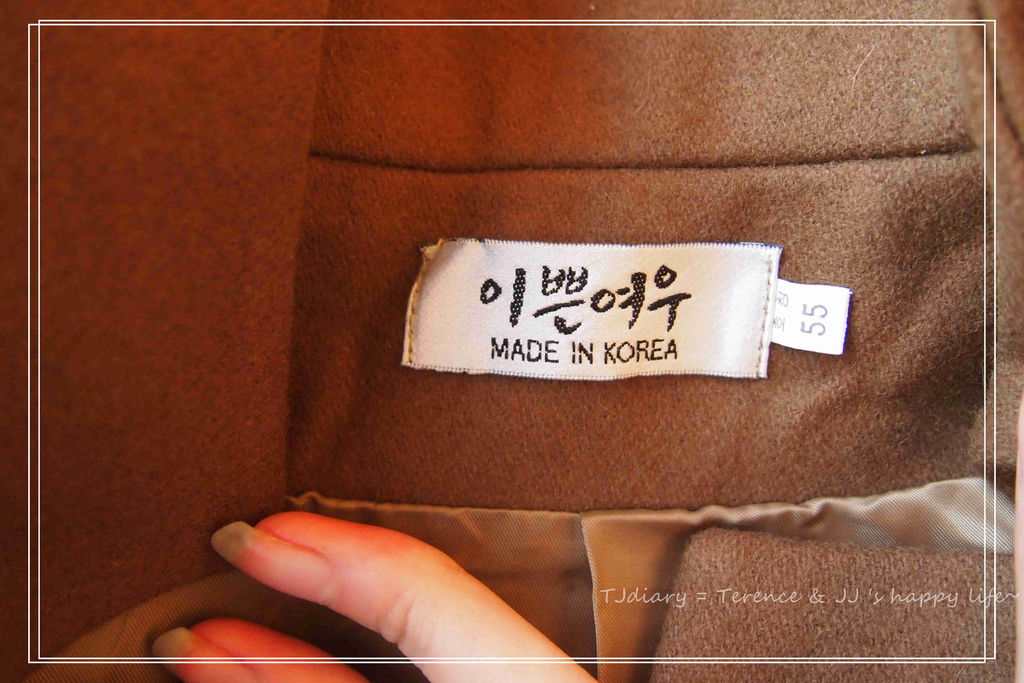 이쁜여우
MADE IN KOREA
55
TJdiary = Terence & JJ 's happy life~